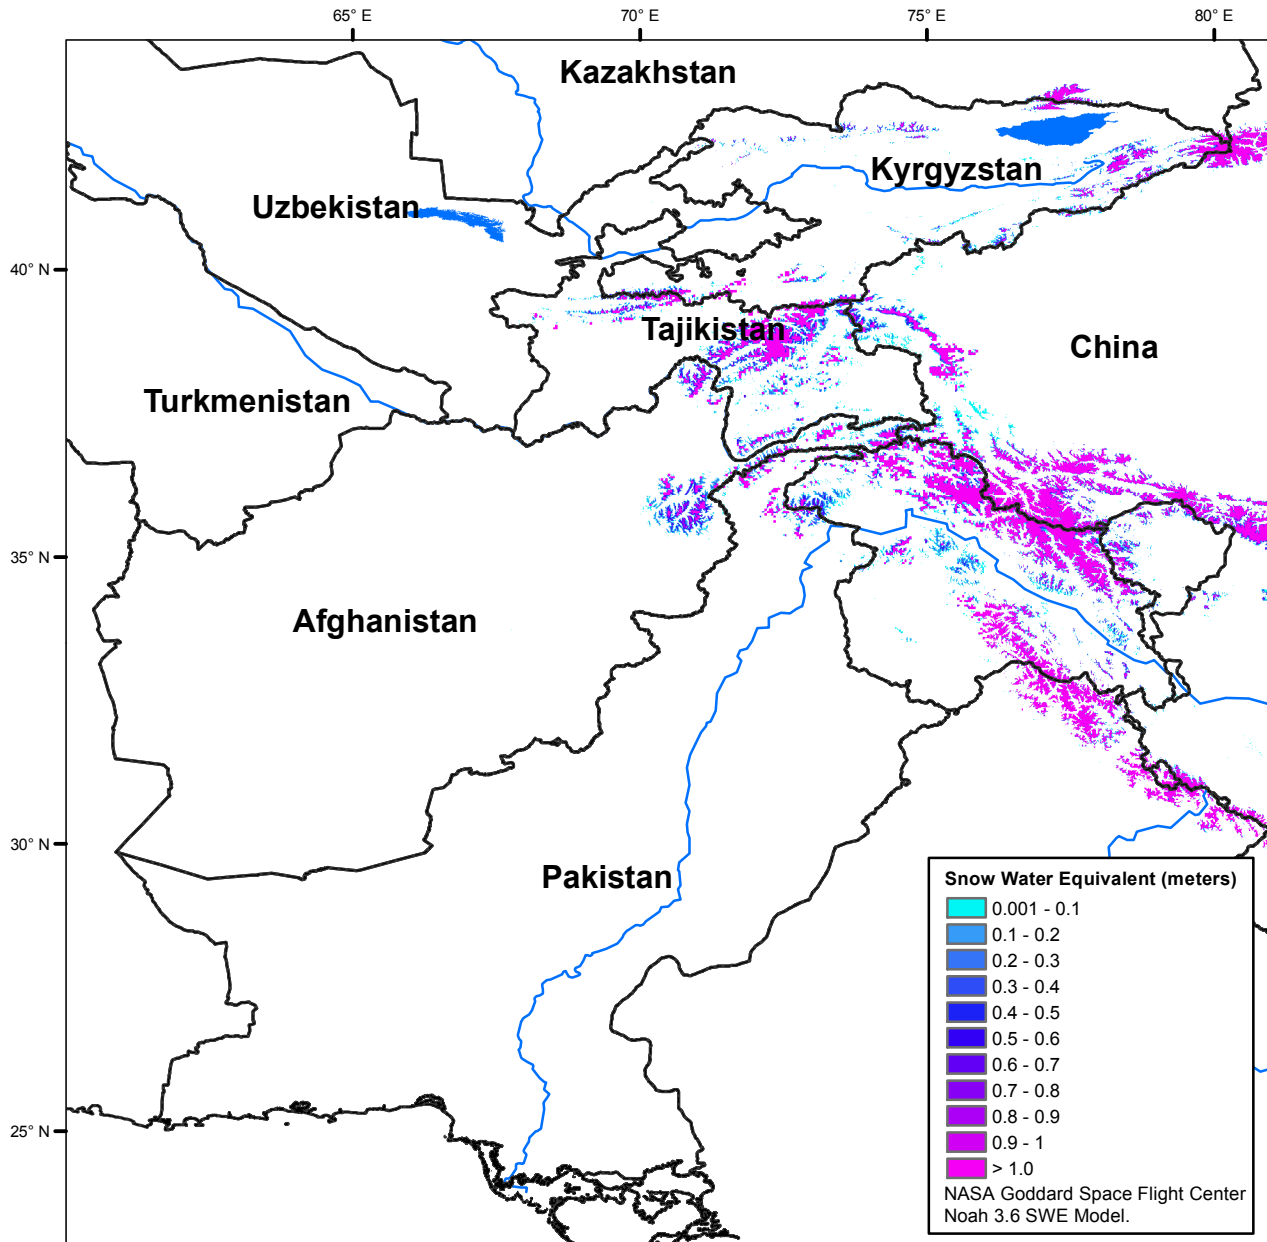 65° E
70° E
75° E
80° E
Kazakhstan
Kyrgyzstan
Uzbekistan
40° N
Tajikistan
China
Turkmenistan
35° N
Afghanistan
30° N
Pakistan
25° N
Snow Water Equivalent (meters)
0.001 - 0.1
0.1 - 0.2
0.2 - 0.3
0.3 - 0.4
0.4 - 0.5
0.5 - 0.6
0.6 - 0.7
0.7 - 0.8
0.8 - 0.9
0.9 - 1
> 1.0
NASA Goddard Space Flight Center
Noah 3.6 SWE Model.